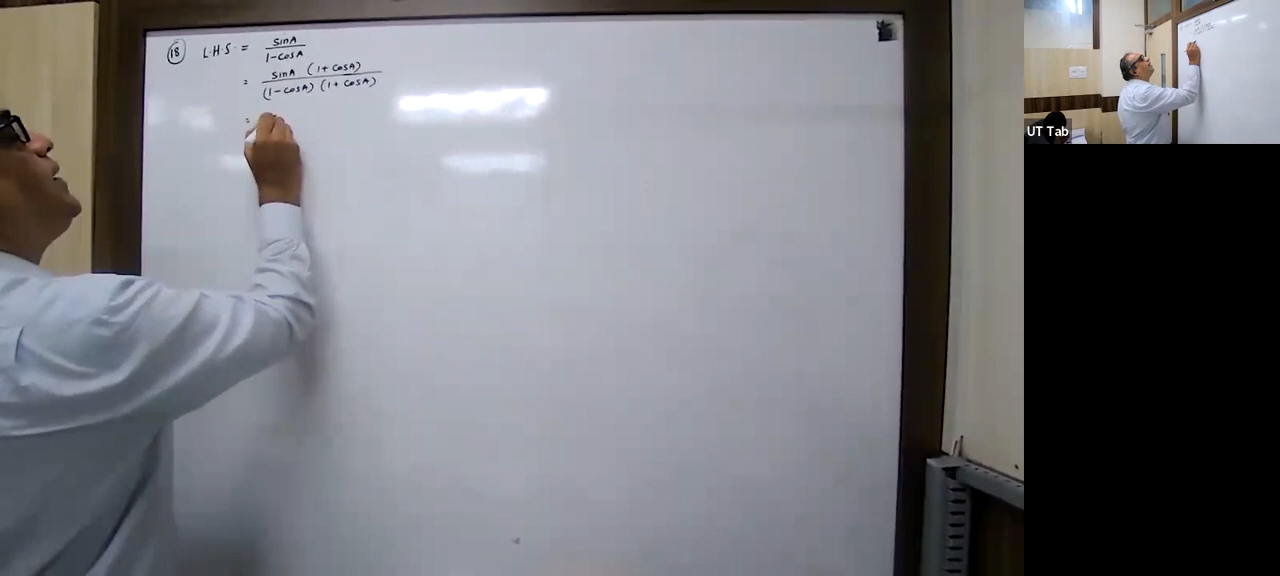 18 L.H.S. = sinA / 1-cosA
= sinA (1+cosA) / (1-cosA) (1+cosA)
=
UT Tab